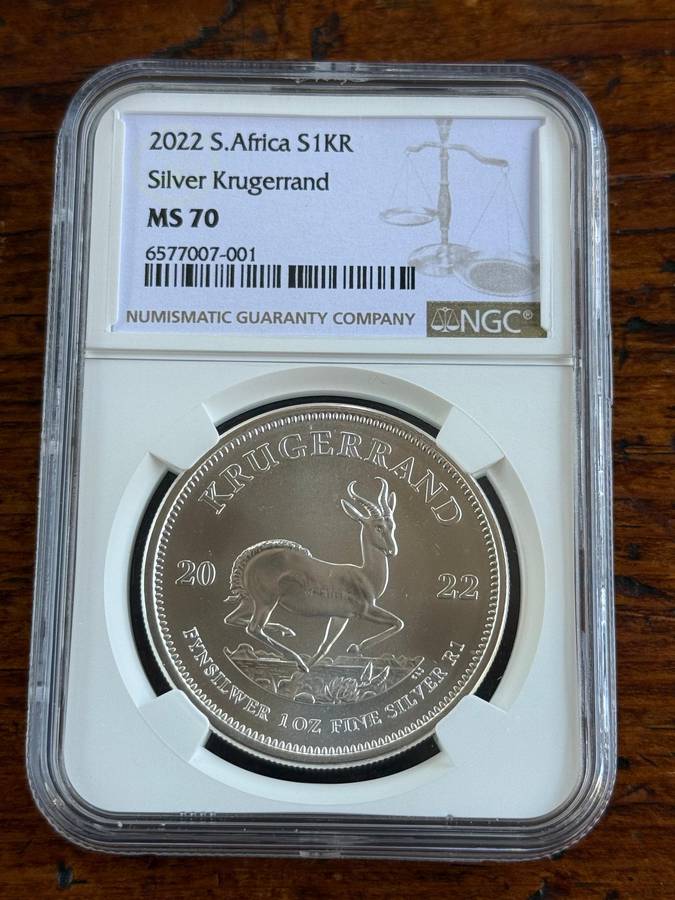 2022 S.Africa S1KR
Silver Krugerrand
MS 70
6577007-001
NUMISMATIC GUARANTY COMPANY
NGC®
KRUGERRAND
20 22
FYNSILWER 1 OZ FINE SILVER R1